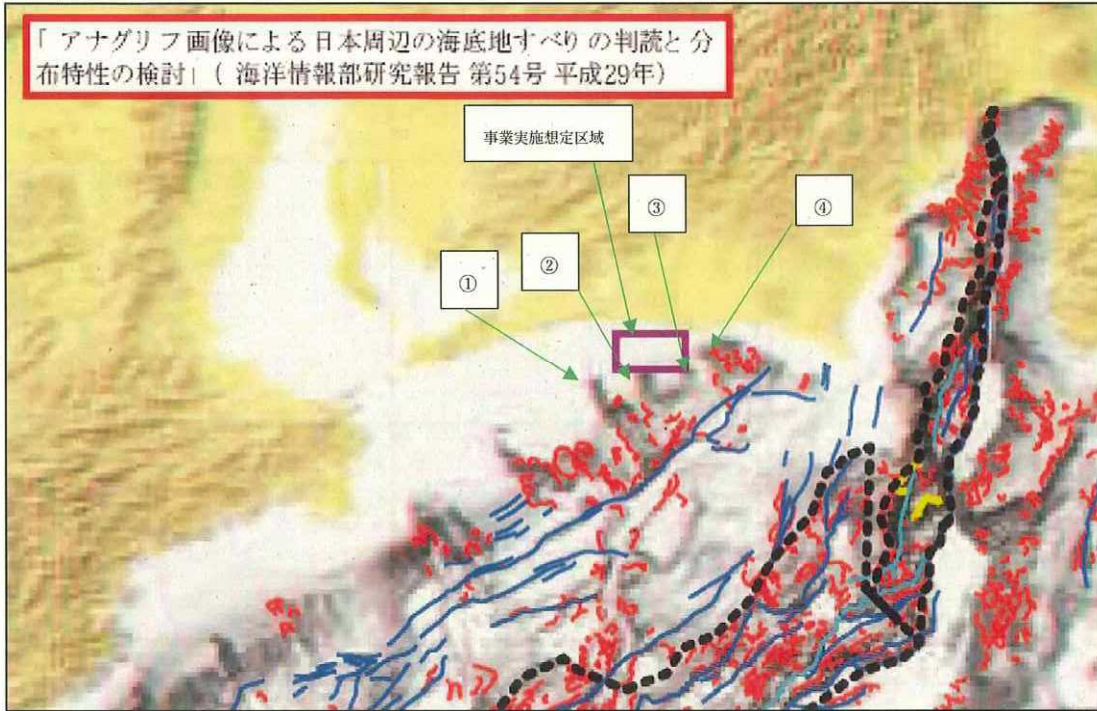 「アナグリフ画像による日本周辺の海底地すべりの判読と分
布特性の検討」(海洋情報部研究報告 第54号 平成29年)
事業実施想定区域
③
④
②
①